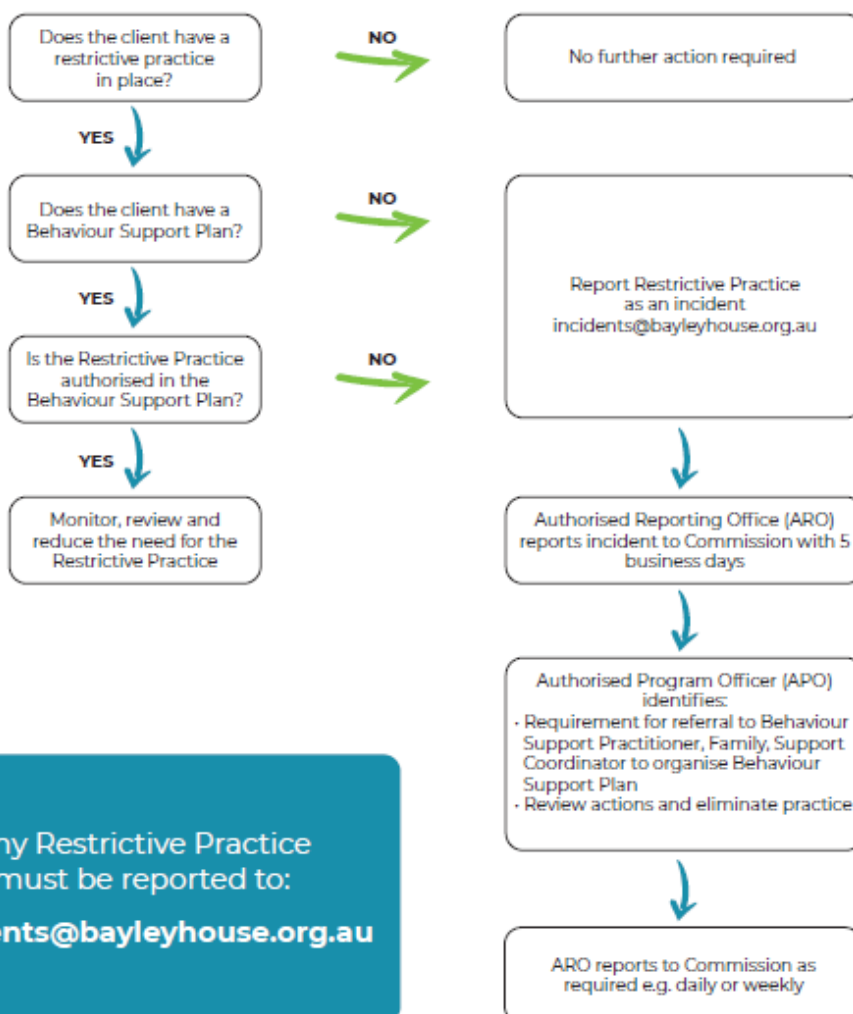 Does the client have a
restrictive practice
in place?
NO
No further action required
YES
Does the client have a
Behaviour Support Plan?
NO
Report Restrictive Practice
as an incident
incidents@bayleyhouse.org.au
YES
Is the Restrictive Practice
authorised in the
Behaviour Support Plan?
NO
YES
Monitor, review and
reduce the need for the
Restrictive Practice
Authorised Reporting Office (ARO)
reports incident to Commission with 5
business days
Authorised Program Officer (APO)
identifies:
· Requirement for referral to Behaviour
Support Practitioner, Family, Support
Coordinator to organise Behaviour
Support Plan
· Review actions and eliminate practice
ny Restrictive Practice
must be reported to:
ents@bayleyhouse.org.au
ARO reports to Commission as
required e.g. daily or weekly